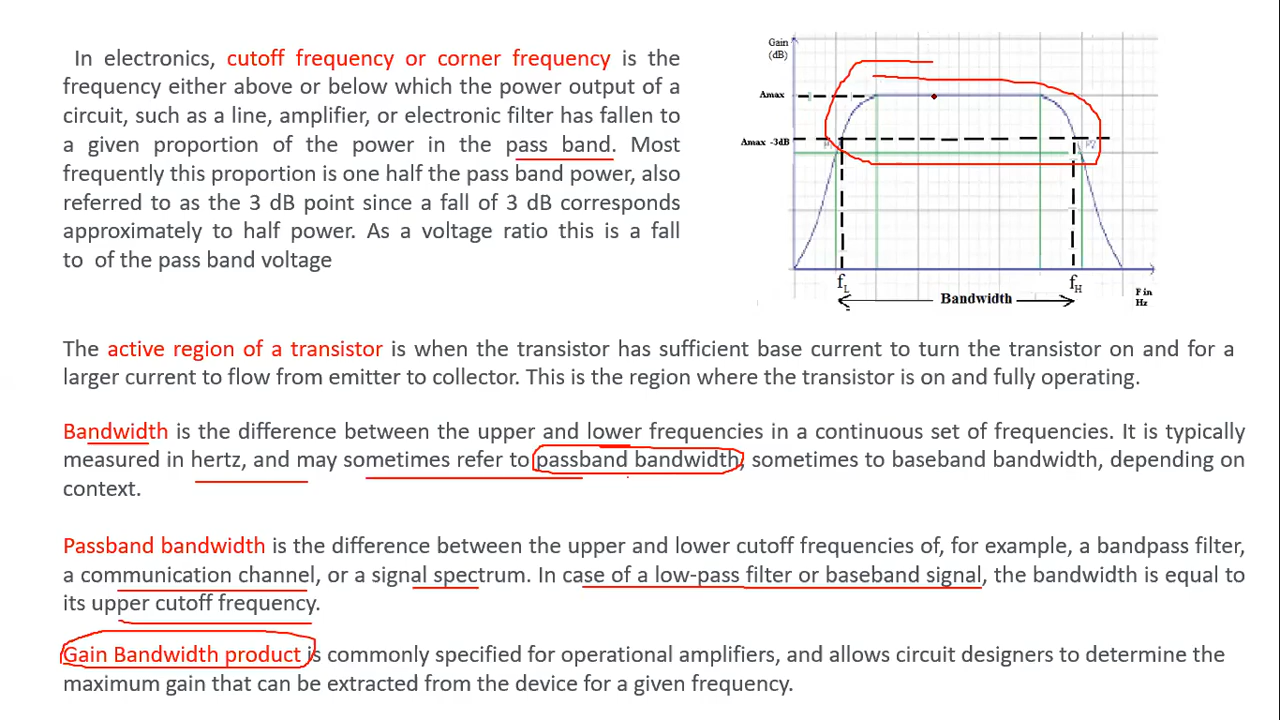 In electronics, cutoff frequency or corner frequency is the
frequency either above or below which the power output of a
circuit, such as a line, amplifier, or electronic filter has fallen to
a given proportion of the power in the pass band. Most
frequently this proportion is one half the pass band power, also
referred to as the 3 dB point since a fall of 3 dB corresponds
approximately to half power. As a voltage ratio this is a fall
to of the pass band voltage
Gain
(dB)
Amax
Amax -3dB
fL
fH
F in
Hz
Bandwidth
The active region of a transistor is when the transistor has sufficient base current to turn the transistor on and for a
larger current to flow from emitter to collector. This is the region where the transistor is on and fully operating.
Bandwidth is the difference between the upper and lower frequencies in a continuous set of frequencies. It is typically
measured in hertz, and may sometimes refer to passband bandwidth, sometimes to baseband bandwidth, depending on
context.
Passband bandwidth is the difference between the upper and lower cutoff frequencies of, for example, a bandpass filter,
a communication channel, or a signal spectrum. In case of a low-pass filter or baseband signal, the bandwidth is equal to
its upper cutoff frequency.
Gain Bandwidth product is commonly specified for operational amplifiers, and allows circuit designers to determine the
maximum gain that can be extracted from the device for a given frequency.